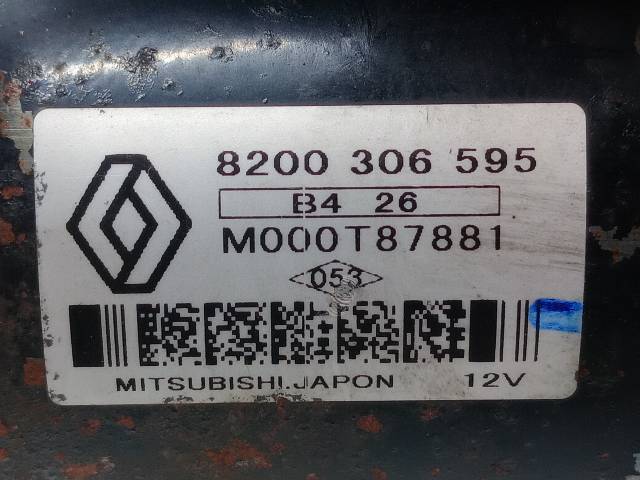 8200 306 595
B4 26
M000T87881
053
MITSUBISHI.JAPON 12V